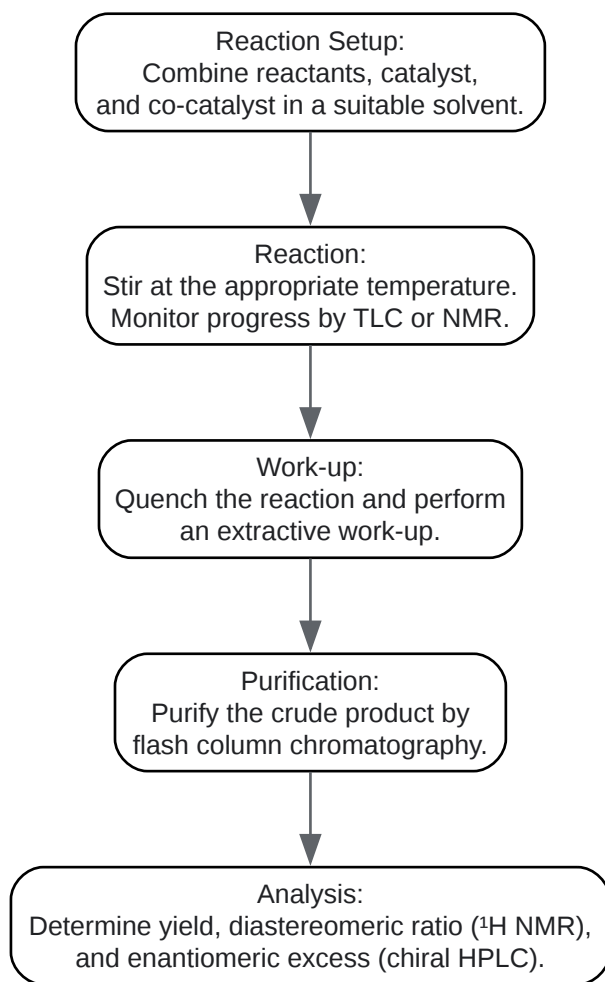 Reaction Setup:
Combine reactants, catalyst,
and co-catalyst in a suitable solvent.
Reaction:
Stir at the appropriate temperature.
Monitor progress by TLC or NMR.
Work-up:
Quench the reaction and perform
an extractive work-up.
Purification:
Purify the crude product by
flash column chromatography.
Analysis:
Determine yield, diastereomeric ratio (¹H NMR),
and enantiomeric excess (chiral HPLC).